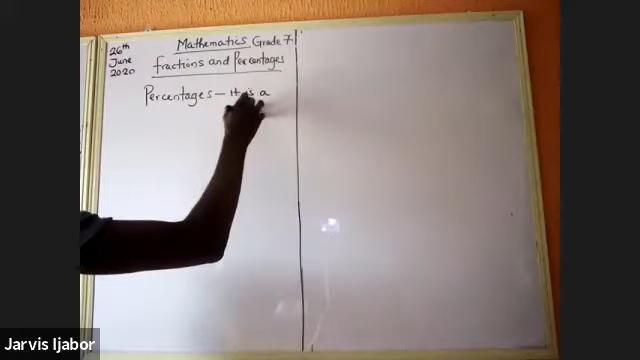 26th
June
2020
Mathematics Grade 7
fractions and Percentages
Percentages – It is a
Jarvis Ijabor